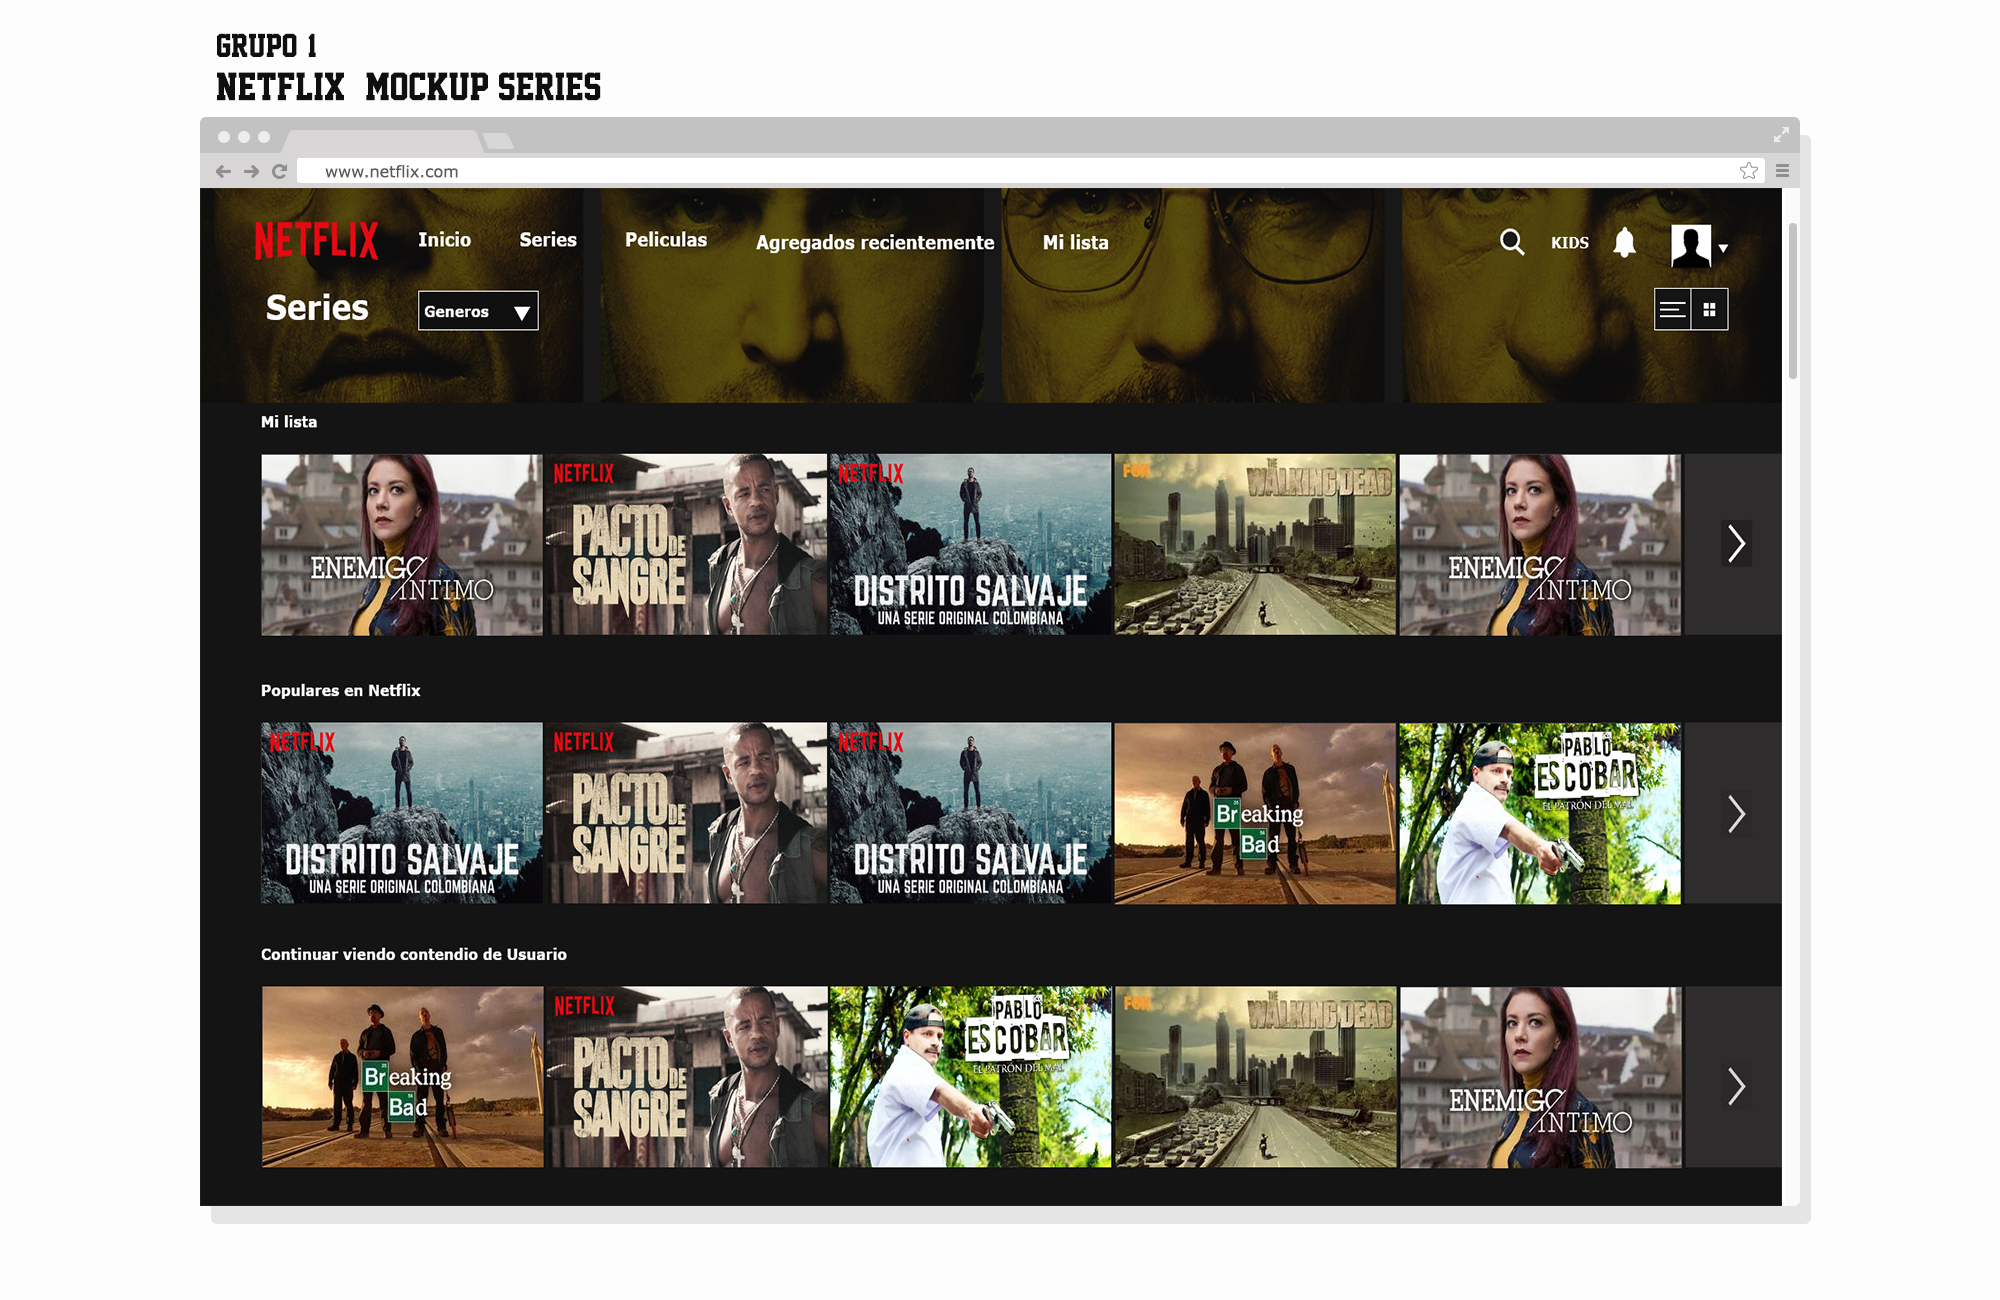 GRUPO 1
NETFLIX MOCKUP SERIES
www.netflix.com
NETFLIX Inicio Series Peliculas Agregados recientemente Mi lista KIDS
Series Generos
Mi lista
ENEMIGO ÍNTIMO
NETFLIX
PACTO DE SANGRE
NETFLIX
DISTRITO SALVAJE
UNA SERIE ORIGINAL COLOMBIANA
FOX
THE WALKING DEAD
ENEMIGO ÍNTIMO
Populares en Netflix
NETFLIX
DISTRITO SALVAJE
UNA SERIE ORIGINAL COLOMBIANA
NETFLIX
PACTO DE SANGRE
NETFLIX
DISTRITO SALVAJE
UNA SERIE ORIGINAL COLOMBIANA
35
Breaking
56
Bad
PABLO
ESCOBAR
EL PATRÓN DEL MAL
Continuar viendo contendio de Usuario
35
Breaking
56
Bad
NETFLIX
PACTO DE SANGRE
PABLO
ESCOBAR
EL PATRÓN DEL MAL
FOX
THE WALKING DEAD
ENEMIGO ÍNTIMO